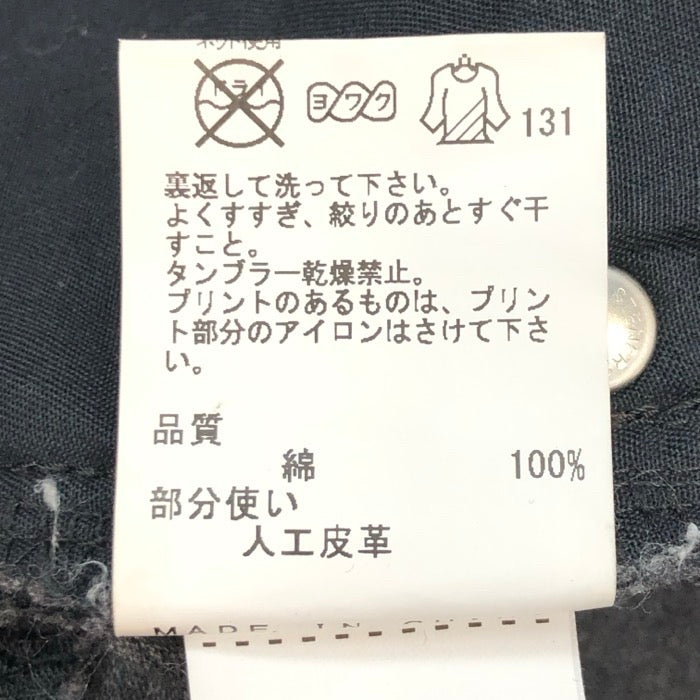 ネット使用
ドライ
ヨワク
131
裏返して洗って下さい。
よくすすぎ、絞りのあとすぐ干
すこと。
タンブラー乾燥禁止。
プリントのあるものは、プリン
ト部分のアイロンはさけて下さ
い。
品質
綿 100%
部分使い
人工皮革
MADE IN